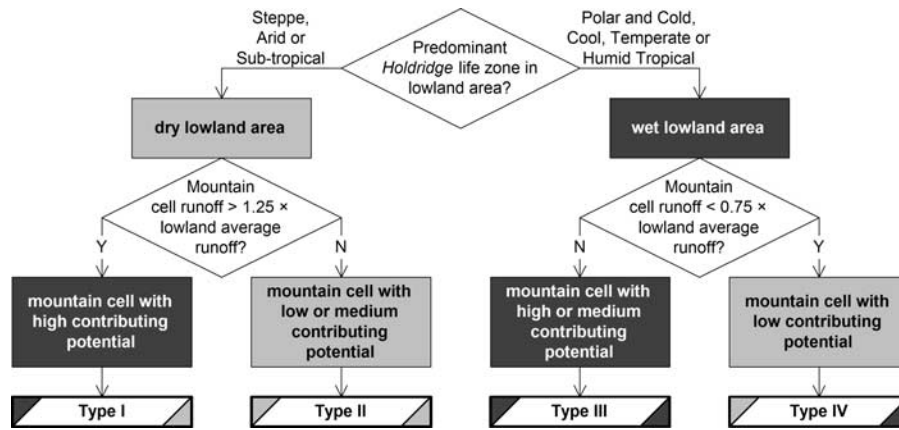 Steppe,
Arid or
Sub-tropical
Predominant
Holdridge life zone in
lowland area?
Polar and Cold,
Cool, Temperate or
Humid Tropical
dry lowland area
wet lowland area
Mountain
cell runoff > 1.25 ×
lowland average
runoff?
Mountain
cell runoff < 0.75 ×
lowland average
runoff?
Y
N
N
Y
mountain cell with
high contributing
potential
mountain cell with
low or medium
contributing
potential
mountain cell with
high or medium
contributing
potential
mountain cell with
low contributing
potential
Type I
Type II
Type III
Type IV